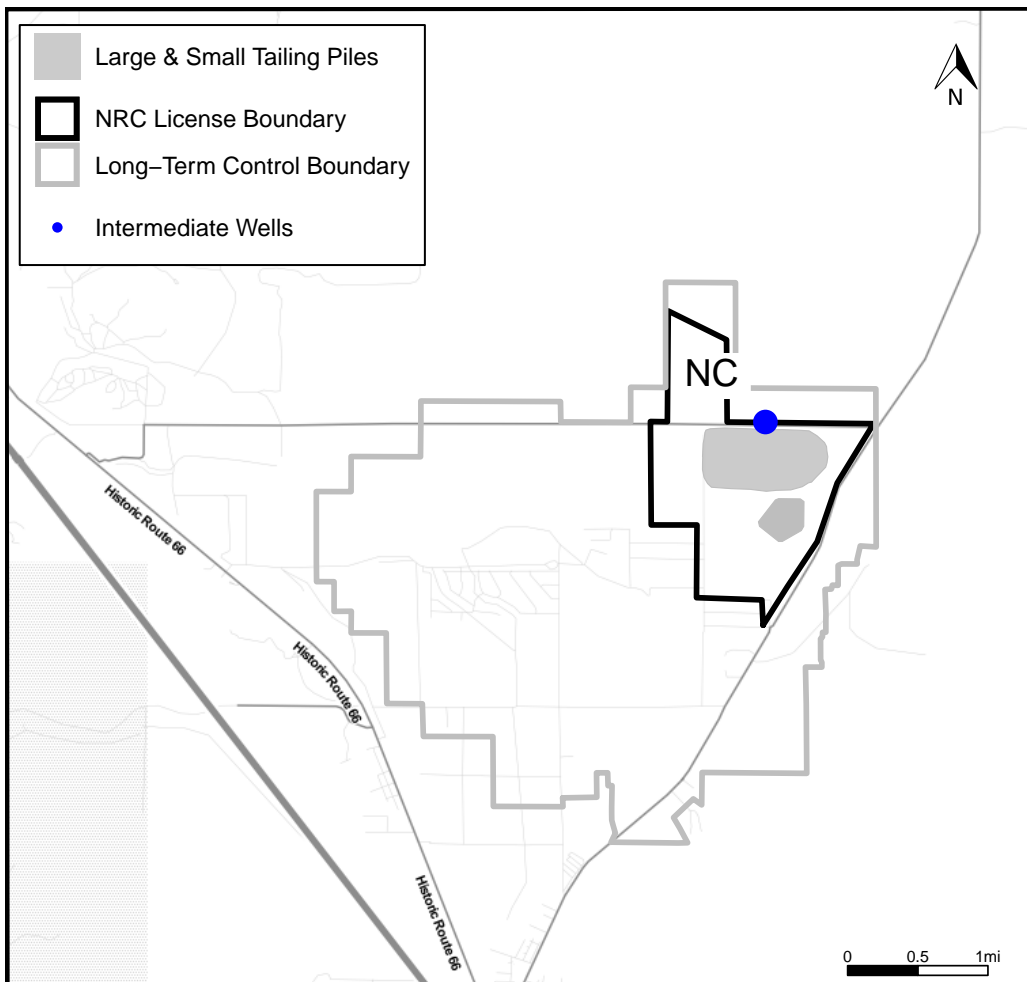 Large & Small Tailing Piles
NRC License Boundary
Long−Term Control Boundary
Intermediate Wells
N
NC
Historic Route 66
Historic Route 66
Historic Route 66
0 0.5 1mi